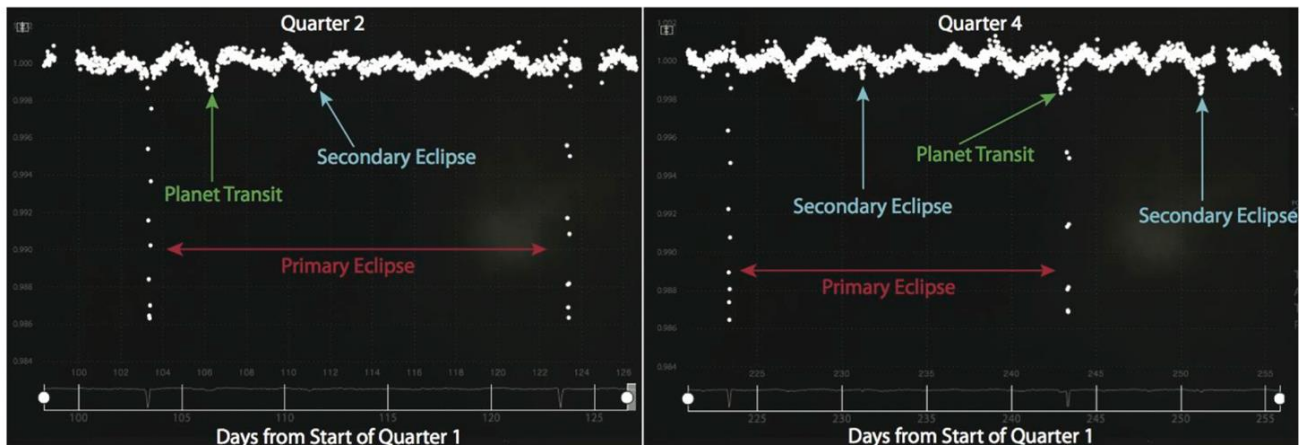 Quarter 2
1.000
0.998
0.996
0.994
0.992
0.990
0.988
0.986
0.984
Secondary Eclipse
Planet Transit
Primary Eclipse
100 102 104 106 108 110 112 114 116 118 120 122 124 126
100 105 110 115 120 125
Days from Start of Quarter 1
Quarter 4
1.002
1.000
0.998
0.996
0.994
0.992
0.990
0.988
0.986
0.984
Planet Transit
Secondary Eclipse
Secondary Eclipse
Primary Eclipse
225 230 235 240 245 250 255
225 230 235 240 245 250 255
Days from Start of Quarter 1